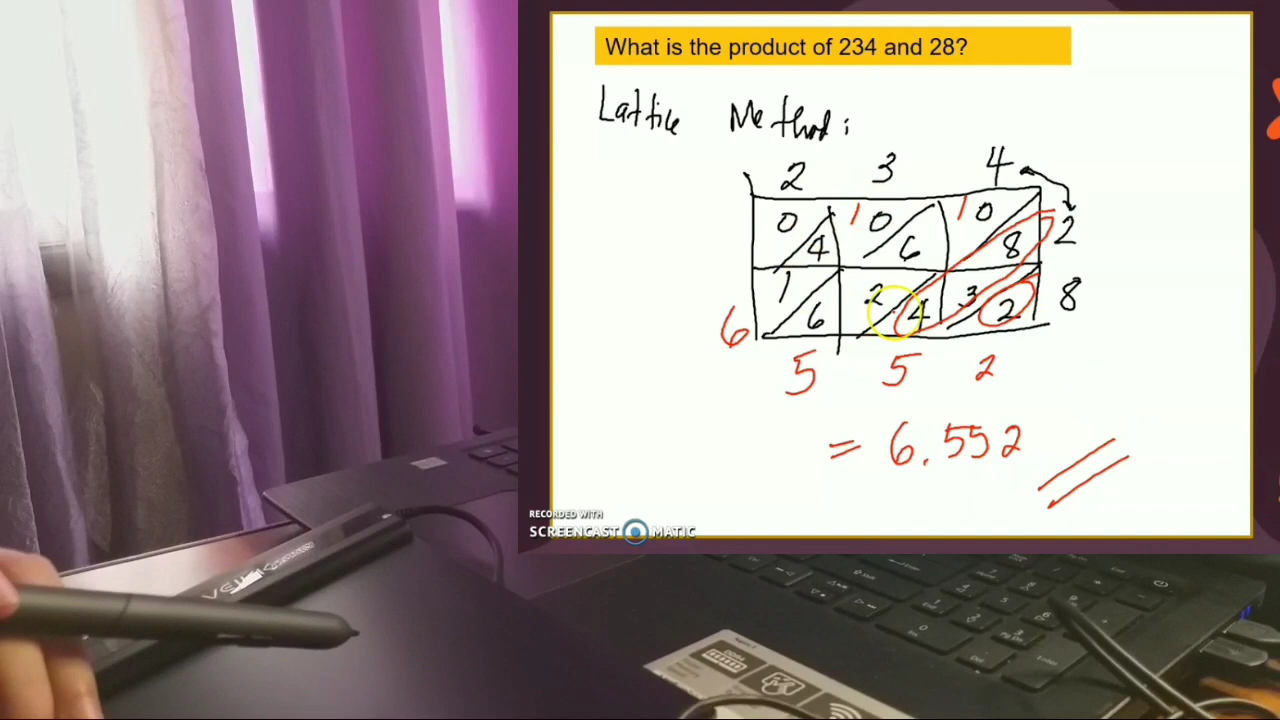 What is the product of 234 and 28?
Lattice Method:
2 3 4
0 1 0 1 0
4 6 8 2
1 2 3
6 4 2 8
6
5 5 2
= 6.552
RECORDED WITH
SCREENCAST MATIC